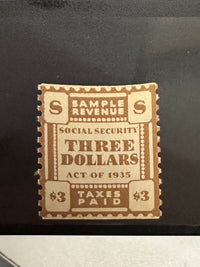 S SAMPLE S
REVENUE
SOCIAL SECURITY
THREE
DOLLARS
ACT OF 1935
$3 TAXES $3
PAID